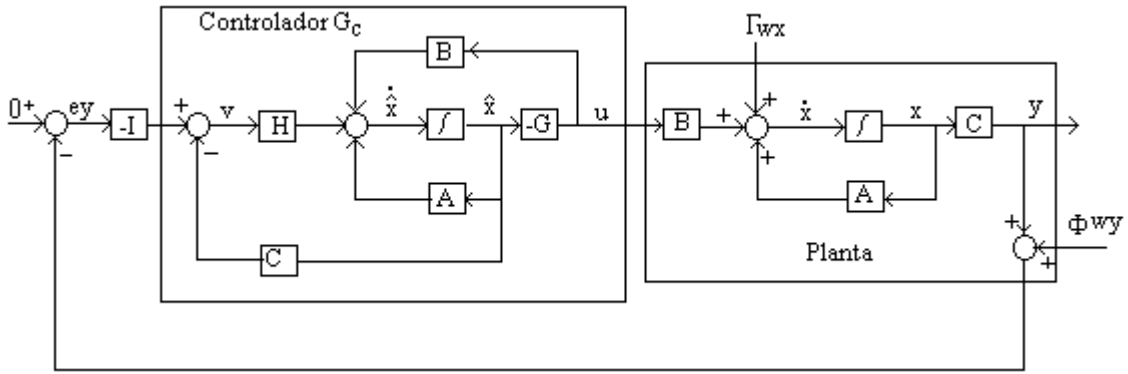 Controlador G_C
Γwx
B
0+
ey
-I
+
v
H
ẋ̂
∫
x̂
-G
u
B
+
+
ẋ
∫
x
C
y
−
−
+
A
A
+
Φwy
+
C
Planta